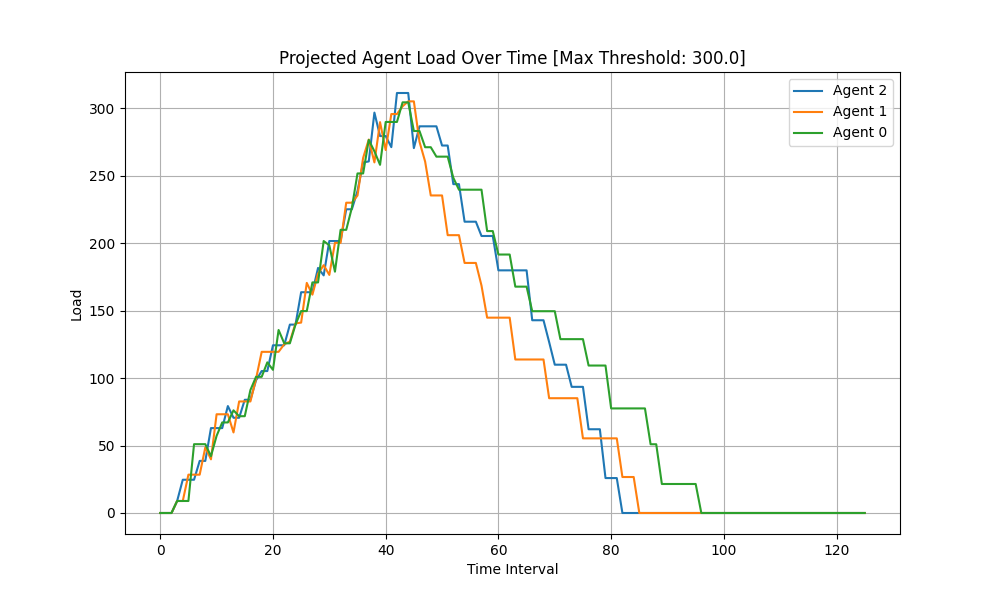 Projected Agent Load Over Time [Max Threshold: 300.0]
Agent 2
Agent 1
Agent 0
Load
300
250
200
150
100
50
0
0 20 40 60 80 100 120
Time Interval